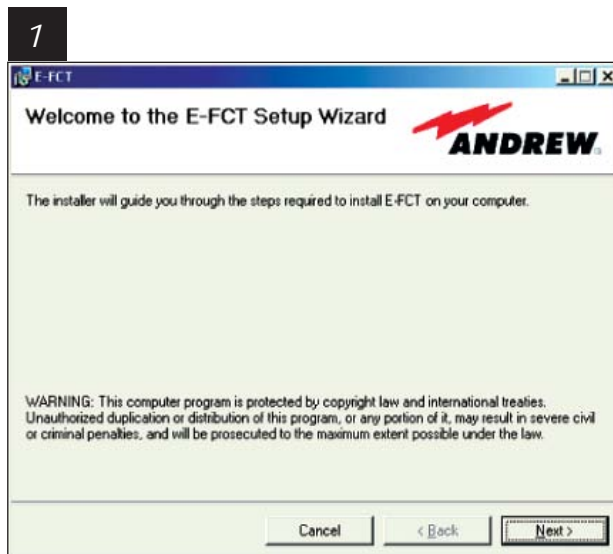 1
E-FCT
Welcome to the E-FCT Setup Wizard
ANDREW
The installer will guide you through the steps required to install E-FCT on your computer.
WARNING: This computer program is protected by copyright law and international treaties.
Unauthorized duplication or distribution of this program, or any portion of it, may result in severe civil
or criminal penalties, and will be prosecuted to the maximum extent possible under the law.
Cancel < Back Next >